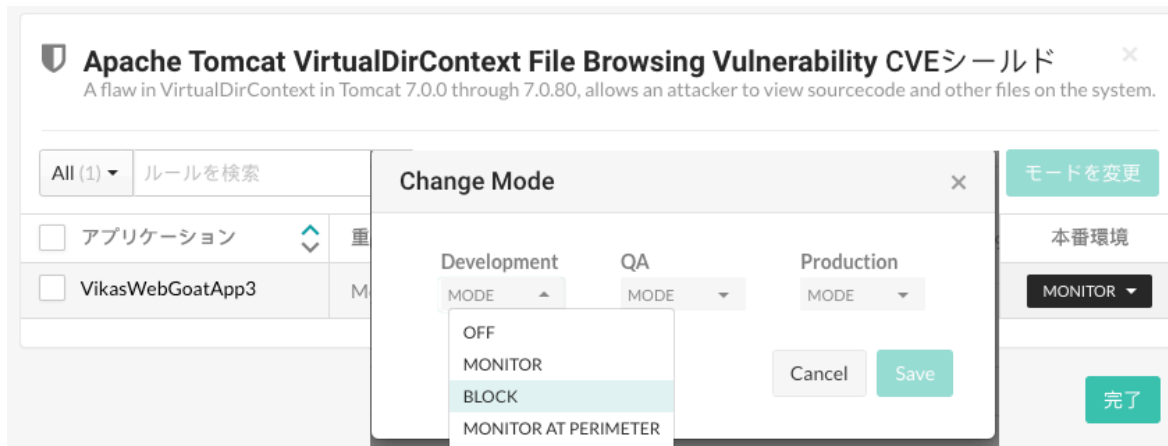 Apache Tomcat VirtualDirContext File Browsing Vulnerability CVEシールド
A flaw in VirtualDirContext in Tomcat 7.0.0 through 7.0.80, allows an attacker to view sourcecode and other files on the system.
All (1) ルールを検索
モードを変更
Change Mode
アプリケーション 重
本番環境
Development QA Production
VikasWebGoatApp3
MODE MODE MODE
MONITOR
OFF
MONITOR
BLOCK
MONITOR AT PERIMETER
Cancel Save
完了